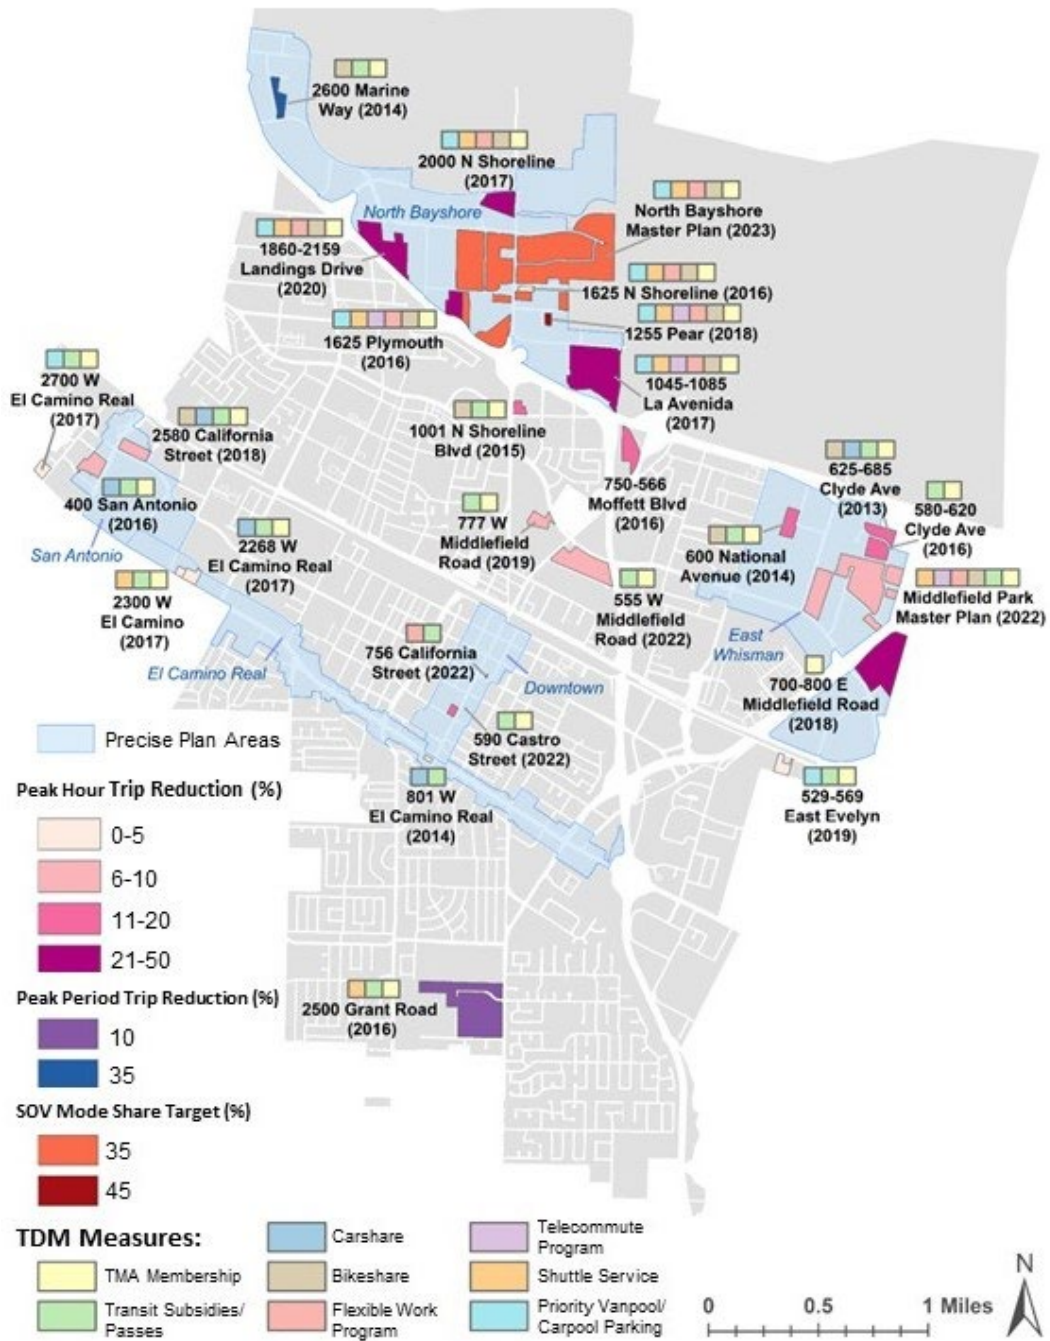 2600 Marine
Way (2014)
2000 N Shoreline
(2017)
North Bayshore
North Bayshore
Master Plan (2023)
1860-2159
Landings Drive
(2020)
1625 N Shoreline (2016)
1625 Plymouth
(2016)
1255 Pear (2018)
1045-1085
La Avenida
(2017)
2700 W
El Camino Real
(2017)
2580 California
Street (2018)
1001 N Shoreline
Blvd (2015)
750-566
Moffett Blvd
(2016)
625-685
Clyde Ave
(2013)
580-620
Clyde Ave
(2016)
400 San Antonio
(2016)
San Antonio
2268 W
El Camino Real
(2017)
777 W
Middlefield
Road (2019)
600 National
Avenue (2014)
2300 W
El Camino
(2017)
555 W
Middlefield
Road (2022)
Middlefield Park
Master Plan (2022)
East
Whisman
El Camino Real
756 California
Street (2022)
Downtown
700-800 E
Middlefield Road
(2018)
590 Castro
Street (2022)
801 W
El Camino Real
(2014)
529-569
East Evelyn
(2019)
2500 Grant Road
(2016)
Precise Plan Areas
Peak Hour Trip Reduction (%)
0-5
6-10
11-20
21-50
Peak Period Trip Reduction (%)
10
35
SOV Mode Share Target (%)
35
45
TDM Measures:
TMA Membership
Transit Subsidies/
Passes
Carshare
Bikeshare
Flexible Work
Program
Telecommute
Program
Shuttle Service
Priority Vanpool/
Carpool Parking
N
0 0.5 1 Miles